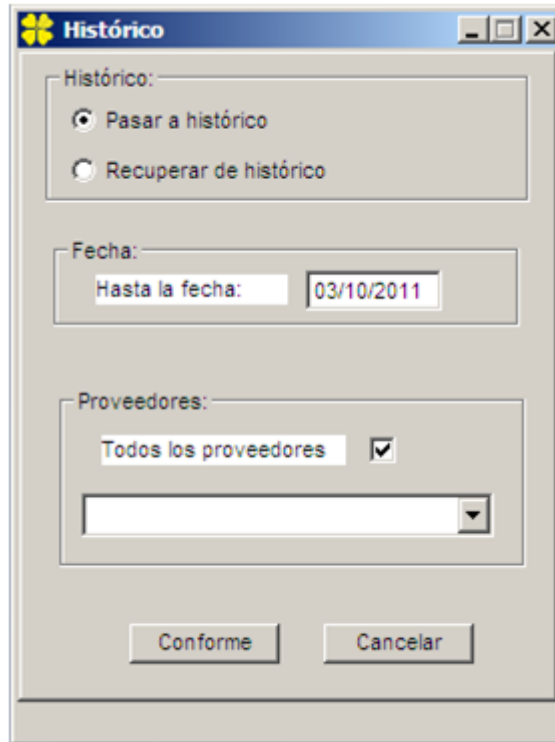 Histórico
Histórico:
Pasar a histórico
Recuperar de histórico
Fecha:
Hasta la fecha: 03/10/2011
Proveedores:
Todos los proveedores
Conforme Cancelar